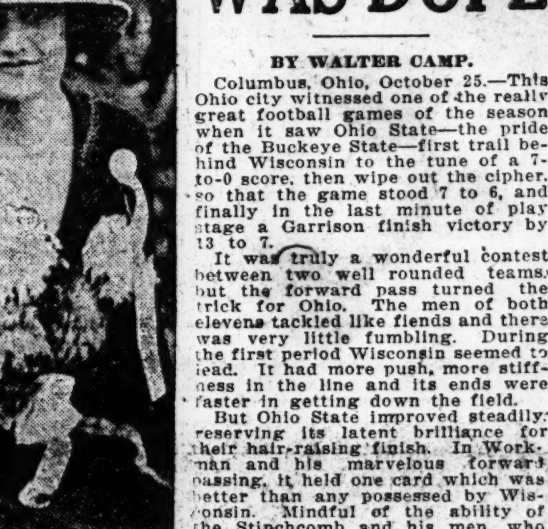 WAS DOPE
BY WALTER CAMP.
Columbus, Ohio, October 25.—This
Ohio city witnessed one of the really
great football games of the season
when it saw Ohio State—the pride
of the Buckeye State—first trail be-
hind Wisconsin to the tune of a 7-
to-0 score, then wipe out the cipher,
so that the game stood 7 to 6, and
finally in the last minute of play
stage a Garrison finish victory by
13 to 7.
It was truly a wonderful contest
between two well rounded teams,
but the forward pass turned the
trick for Ohio. The men of both
elevens tackled like fiends and there
was very little fumbling. During
the first period Wisconsin seemed to
lead. It had more push, more stiff-
ness in the line and its ends were
faster in getting down the field.
But Ohio State improved steadily,
reserving its latent brilliance for
their hair-raising finish. In Work-
man and his marvelous forward
passing, it held one card which was
better than any possessed by Wis-
consin. Mindful of the ability of
the Stinchcomb and his men who